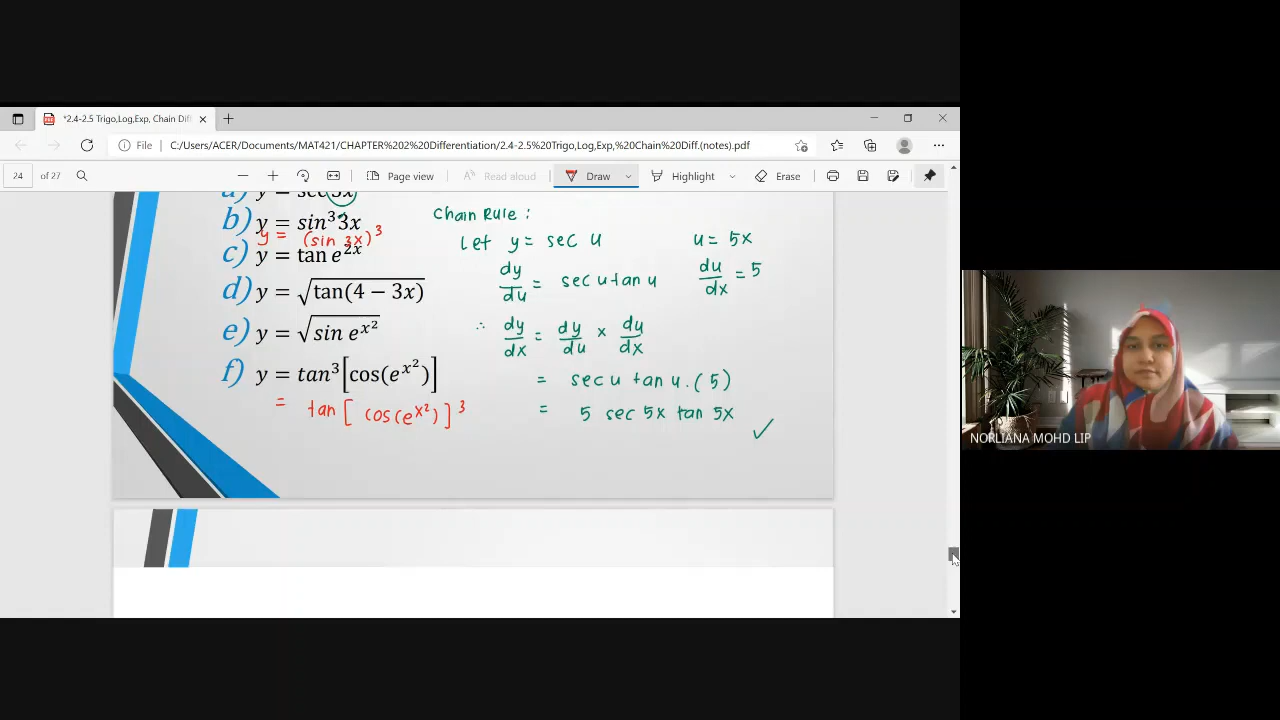 *2.4-2.5 Trigo,Log,Exp, Chain Dif
File C:/Users/ACER/Documents/MAT421/CHAPTER%202%20Differentiation/2.4-2.5%20Trigo,Log,Exp,%20Chain%20Diff.(notes).pdf
24 of 27 Page view Read aloud Draw Highlight Erase
a) y = sec
b) y = sin³3x
y = (sin 3x)³
c) y = tan e^{2x}
d) y = √tan(4 − 3x)
e) y = √sin e^{x²}
f) y = tan³[cos(e^{x²})]
= tan [ cos(e^{x²}) ]³
Chain Rule :
Let y = sec u u = 5x
dy/du = sec u tan u du/dx = 5
∴ dy/dx = dy/du × du/dx
= sec u tan u . (5)
= 5 sec 5x tan 5x ✓
NORLIANA MOHD LIP